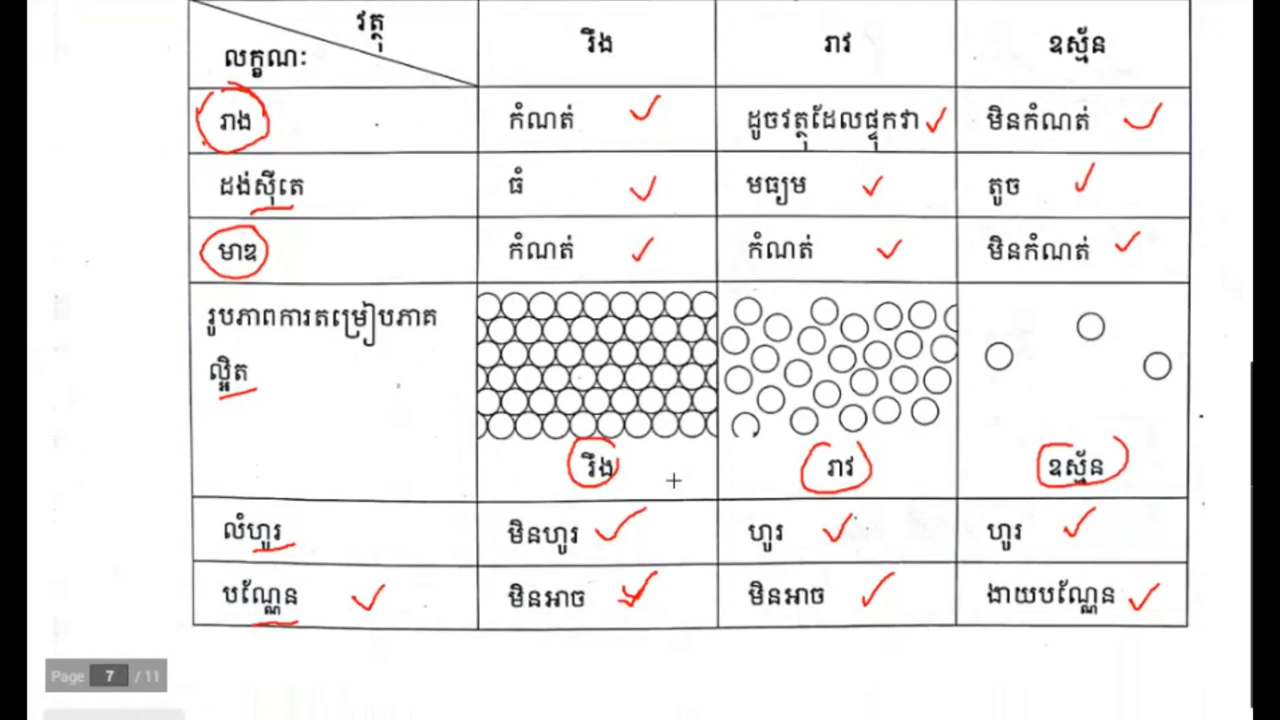 វត្ថុ
លក្ខណៈ
រឹង
រាវ
ឧស្ម័ន
រាង
កំណត់
ដូចវត្ថុដែលផ្ទុកវា
មិនកំណត់
ដង់ស៊ីតេ
ធំ
មធ្យម
តូច
មាឌ
កំណត់
កំណត់
មិនកំណត់
រូបភាពការតម្រៀបភាគ
ល្អិត
រឹង
រាវ
ឧស្ម័ន
លំហូរ
មិនហូរ
ហូរ
ហូរ
បណ្ណែន
មិនអាច
មិនអាច
ងាយបណ្ណែន
Page 7 / 11